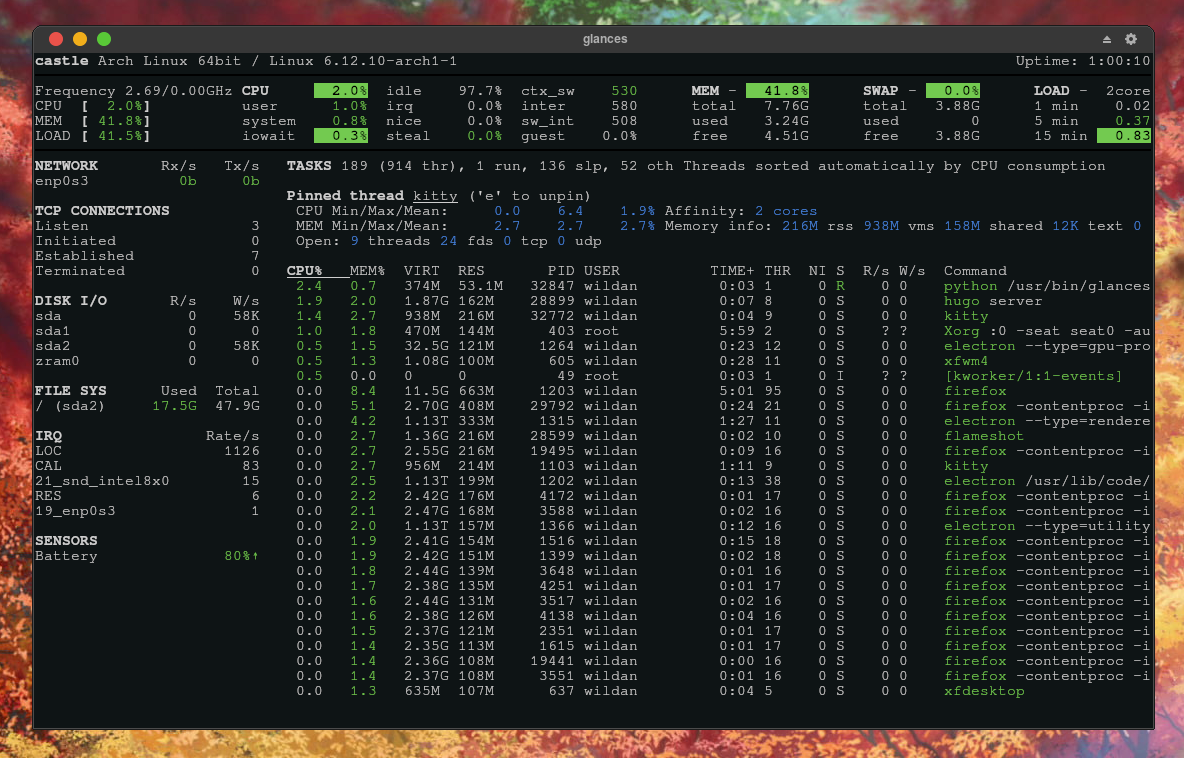 glances
castle Arch Linux 64bit / Linux 6.12.10-arch1-1 Uptime: 1:00:10
Frequency 2.69/0.00GHz CPU 2.0% idle 97.7% ctx_sw 530 MEM - 41.8% SWAP - 0.0% LOAD - 2core
CPU [ 2.0%] user 1.0% irq 0.0% inter 580 total 7.76G total 3.88G 1 min 0.02
MEM [ 41.8%] system 0.8% nice 0.0% sw_int 508 used 3.24G used 0 5 min 0.37
LOAD [ 41.5%] iowait 0.3% steal 0.0% guest 0.0% free 4.51G free 3.88G 15 min 0.83
NETWORK Rx/s Tx/s TASKS 189 (914 thr), 1 run, 136 slp, 52 oth Threads sorted automatically by CPU consumption
enp0s3 0b 0b
Pinned thread kitty ('e' to unpin)
TCP CONNECTIONS CPU Min/Max/Mean: 0.0 6.4 1.9% Affinity: 2 cores
Listen 3 MEM Min/Max/Mean: 2.7 2.7 2.7% Memory info: 216M rss 938M vms 158M shared 12K text 0
Initiated 0 Open: 9 threads 24 fds 0 tcp 0 udp
Established 7
Terminated 0 CPU% MEM% VIRT RES PID USER TIME+ THR NI S R/s W/s Command
2.4 0.7 374M 53.1M 32847 wildan 0:03 1 0 R 0 0 python /usr/bin/glances
DISK I/O R/s W/s 1.9 2.0 1.87G 162M 28899 wildan 0:07 8 0 S 0 0 hugo server
sda 0 58K 1.4 2.7 938M 216M 32772 wildan 0:04 9 0 S 0 0 kitty
sda1 0 0 1.0 1.8 470M 144M 403 root 5:59 2 0 S ? ? Xorg :0 -seat seat0 -au
sda2 0 58K 0.5 1.5 32.5G 121M 1264 wildan 0:23 12 0 S 0 0 electron --type=gpu-pro
zram0 0 0 0.5 1.3 1.08G 100M 605 wildan 0:28 11 0 S 0 0 xfwm4
0.5 0.0 0 0 49 root 0:03 1 0 I ? ? [kworker/1:1-events]
FILE SYS Used Total 0.0 8.4 11.5G 663M 1203 wildan 5:01 95 0 S 0 0 firefox
/ (sda2) 17.5G 47.9G 0.0 5.1 2.70G 408M 29792 wildan 0:24 21 0 S 0 0 firefox -contentproc -i
0.0 4.2 1.13T 333M 1315 wildan 1:27 11 0 S 0 0 electron --type=rendere
IRQ Rate/s 0.0 2.7 1.36G 216M 28599 wildan 0:02 10 0 S 0 0 flameshot
LOC 1126 0.0 2.7 2.55G 216M 19495 wildan 0:09 16 0 S 0 0 firefox -contentproc -i
CAL 83 0.0 2.7 956M 214M 1103 wildan 1:11 9 0 S 0 0 kitty
21_snd_intel8x0 15 0.0 2.5 1.13T 199M 1202 wildan 0:13 38 0 S 0 0 electron /usr/lib/code/
RES 6 0.0 2.2 2.42G 176M 4172 wildan 0:01 17 0 S 0 0 firefox -contentproc -i
19_enp0s3 1 0.0 2.1 2.47G 168M 3588 wildan 0:02 16 0 S 0 0 firefox -contentproc -i
0.0 2.0 1.13T 157M 1366 wildan 0:12 16 0 S 0 0 electron --type=utility
SENSORS 0.0 1.9 2.41G 154M 1516 wildan 0:15 18 0 S 0 0 firefox -contentproc -i
Battery 80%↑ 0.0 1.9 2.42G 151M 1399 wildan 0:02 18 0 S 0 0 firefox -contentproc -i
0.0 1.8 2.44G 139M 3648 wildan 0:01 16 0 S 0 0 firefox -contentproc -i
0.0 1.7 2.38G 135M 4251 wildan 0:01 17 0 S 0 0 firefox -contentproc -i
0.0 1.6 2.44G 131M 3517 wildan 0:02 16 0 S 0 0 firefox -contentproc -i
0.0 1.6 2.38G 126M 4138 wildan 0:04 16 0 S 0 0 firefox -contentproc -i
0.0 1.5 2.37G 121M 2351 wildan 0:01 17 0 S 0 0 firefox -contentproc -i
0.0 1.4 2.35G 113M 1615 wildan 0:01 17 0 S 0 0 firefox -contentproc -i
0.0 1.4 2.36G 108M 19441 wildan 0:00 16 0 S 0 0 firefox -contentproc -i
0.0 1.4 2.37G 108M 3551 wildan 0:01 16 0 S 0 0 firefox -contentproc -i
0.0 1.3 635M 107M 637 wildan 0:04 5 0 S 0 0 xfdesktop